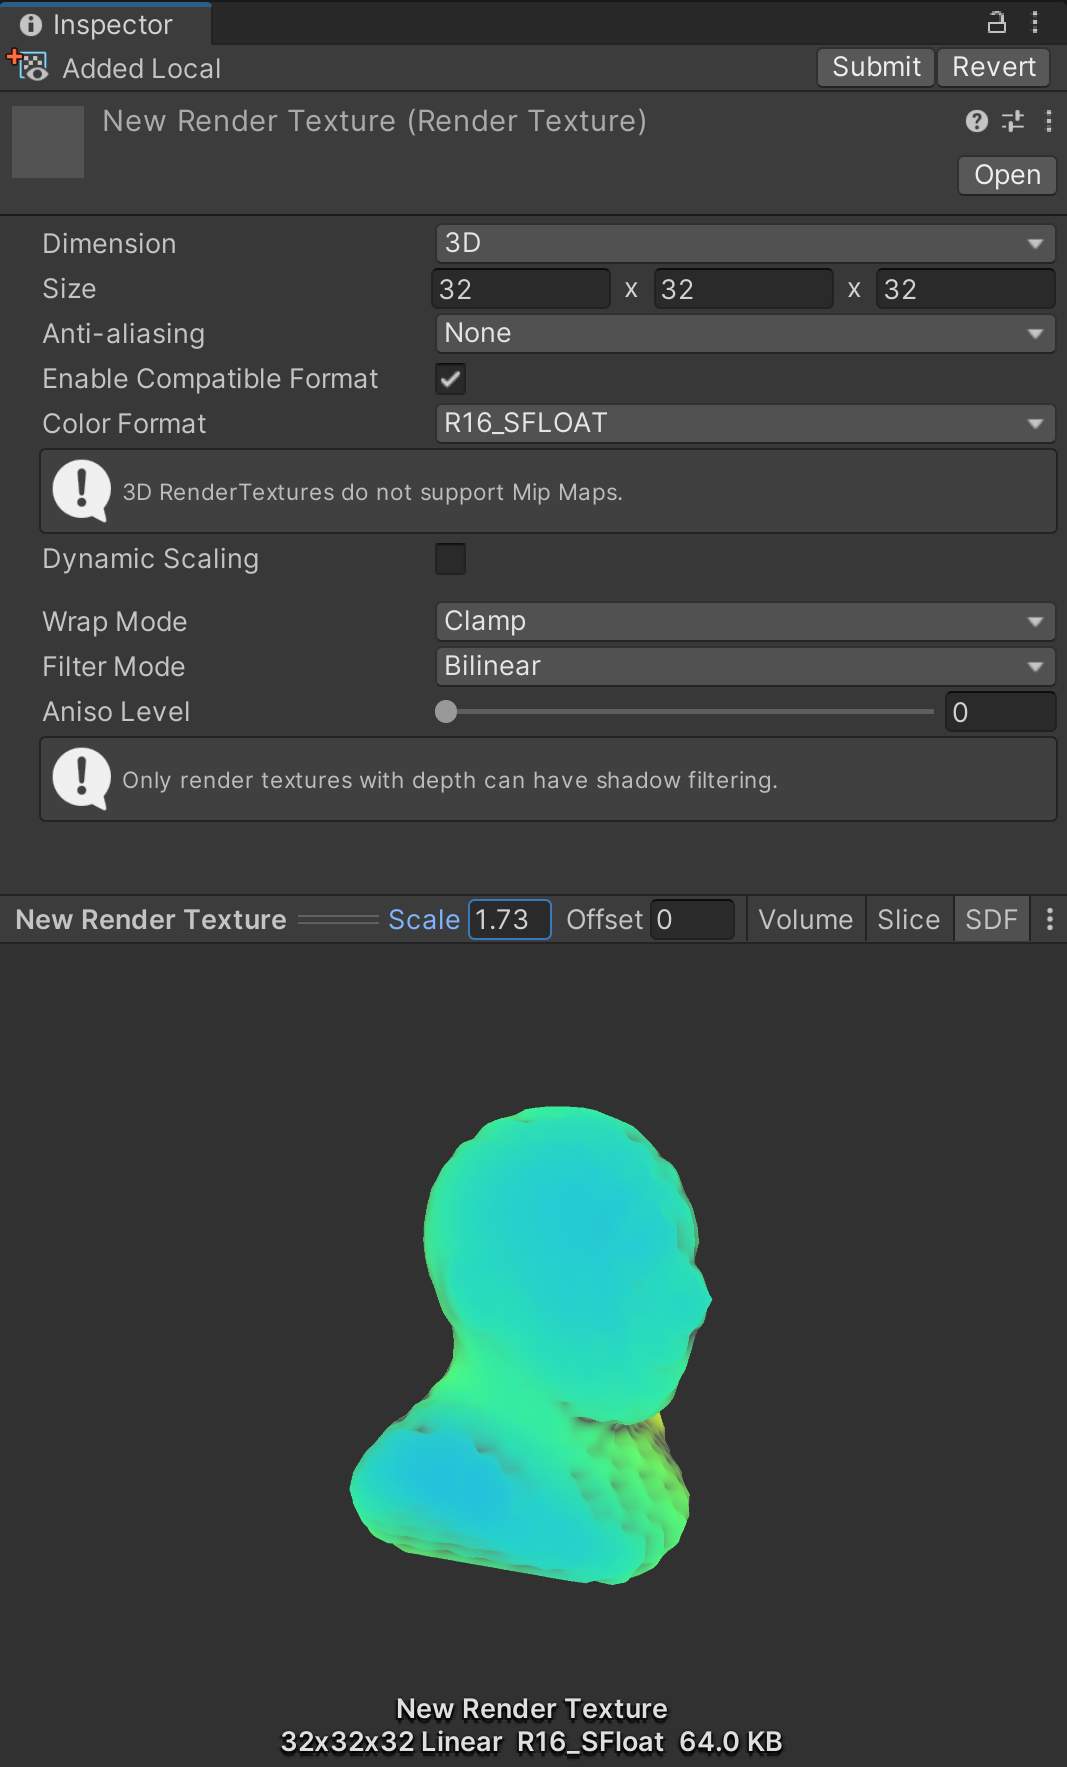 Inspector
Added Local Submit Revert
New Render Texture (Render Texture)
Open
Dimension 3D
Size 32 x 32 x 32
Anti-aliasing None
Enable Compatible Format
Color Format R16_SFLOAT
3D RenderTextures do not support Mip Maps.
Dynamic Scaling
Wrap Mode Clamp
Filter Mode Bilinear
Aniso Level 0
Only render textures with depth can have shadow filtering.
New Render Texture Scale 1.73 Offset 0 Volume Slice SDF
New Render Texture
32x32x32 Linear R16_SFloat 64.0 KB